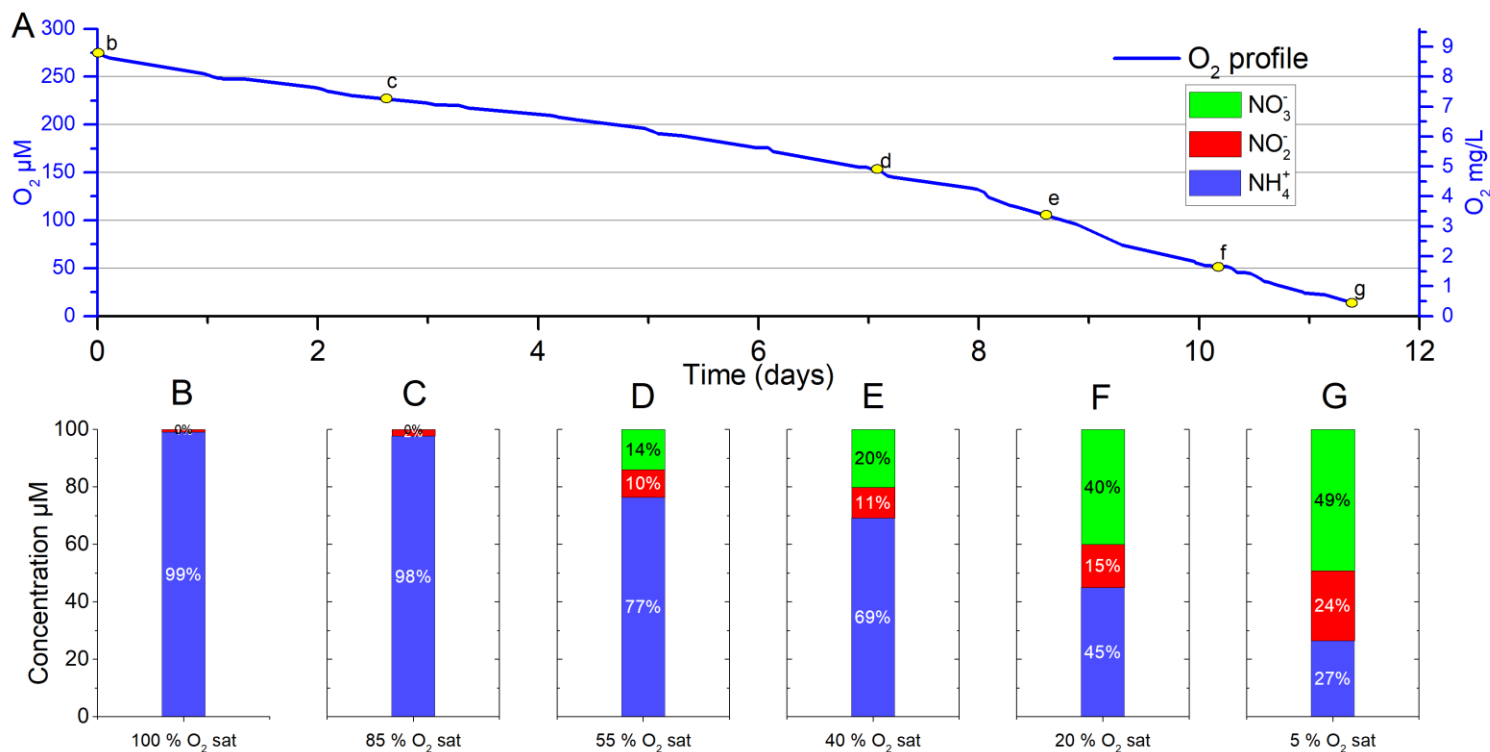 A
300
250
200
150
100
50
0
O₂ µM
b
c
d
e
f
g
O₂ profile
NO₃⁻
NO₂⁻
NH₄⁺
9
8
7
6
5
4
3
2
1
0
O₂ mg/L
0 2 4 6 8 10 12
Time (days)
B C D E F G
Concentration µM
100
80
60
40
20
0
0%
99%
0%
2%
98%
14%
10%
77%
20%
11%
69%
40%
15%
45%
49%
24%
27%
100 % O₂ sat
85 % O₂ sat
55 % O₂ sat
40 % O₂ sat
20 % O₂ sat
5 % O₂ sat